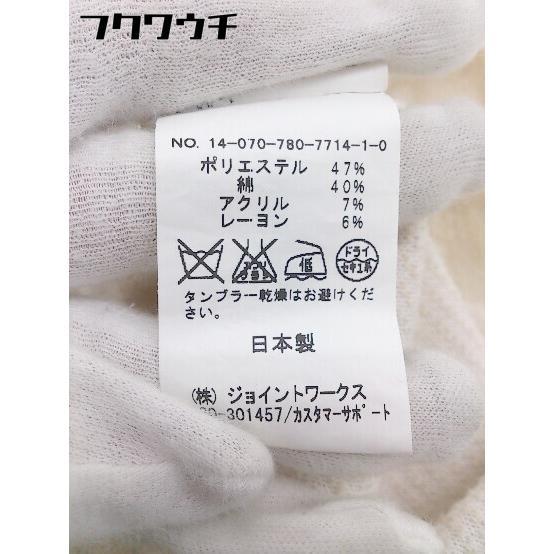 フクワウチ
NO. 14-070-780-7714-1-0
ポリエステル 47%
綿 40%
アクリル 7%
レーヨン 6%
低
ドライ
セキユ系
タンブラー乾燥はお避けくだ
さい。
日本製
(株) ジョイントワークス
-301457/カスタマーサポート